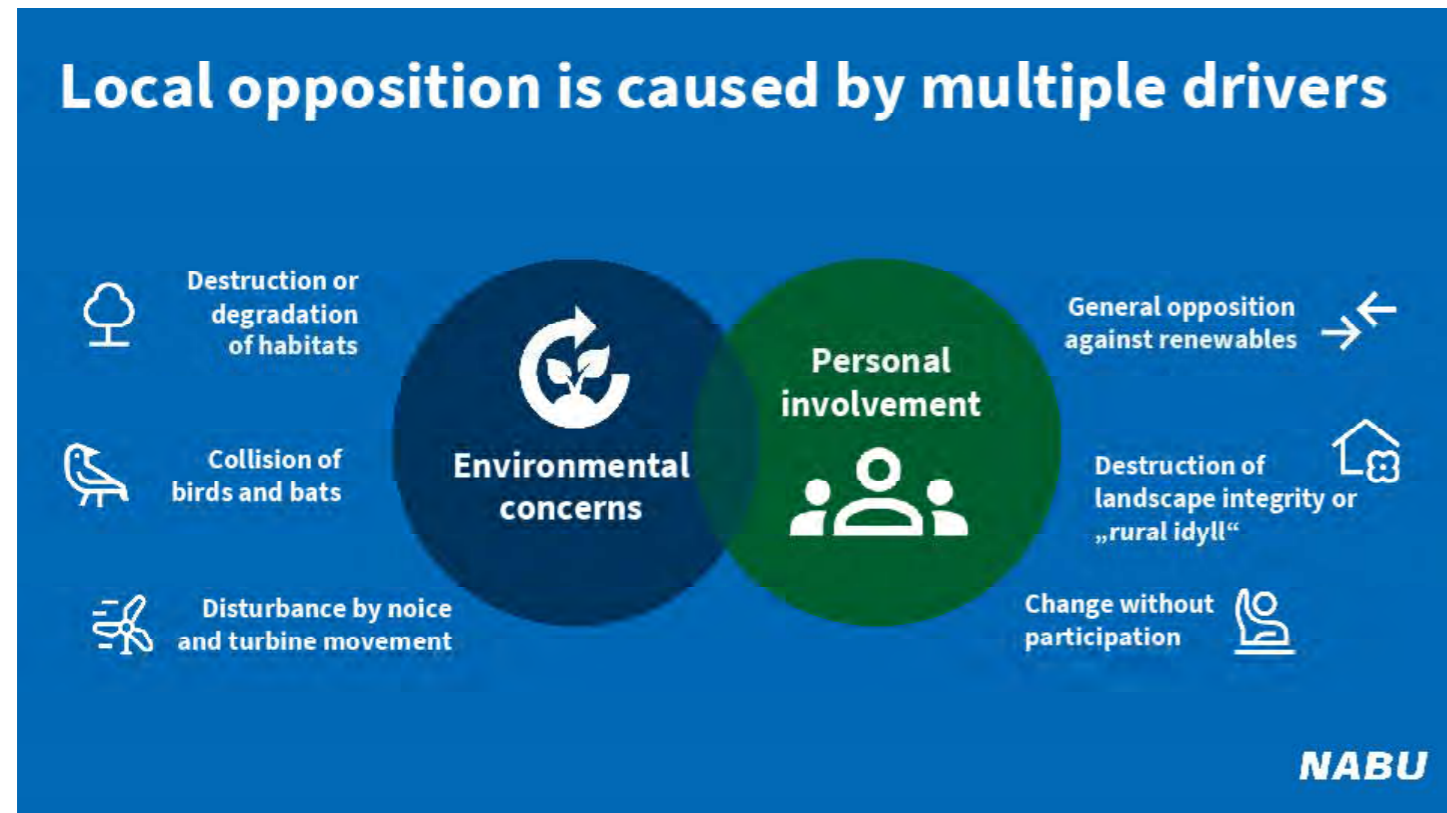 Local opposition is caused by multiple drivers
Destruction or
degradation
of habitats
Collision of
birds and bats
Disturbance by noice
and turbine movement
Environmental
concerns
Personal
involvement
General opposition
against renewables
Destruction of
landscape integrity or
„rural idyll“
Change without
participation
NABU